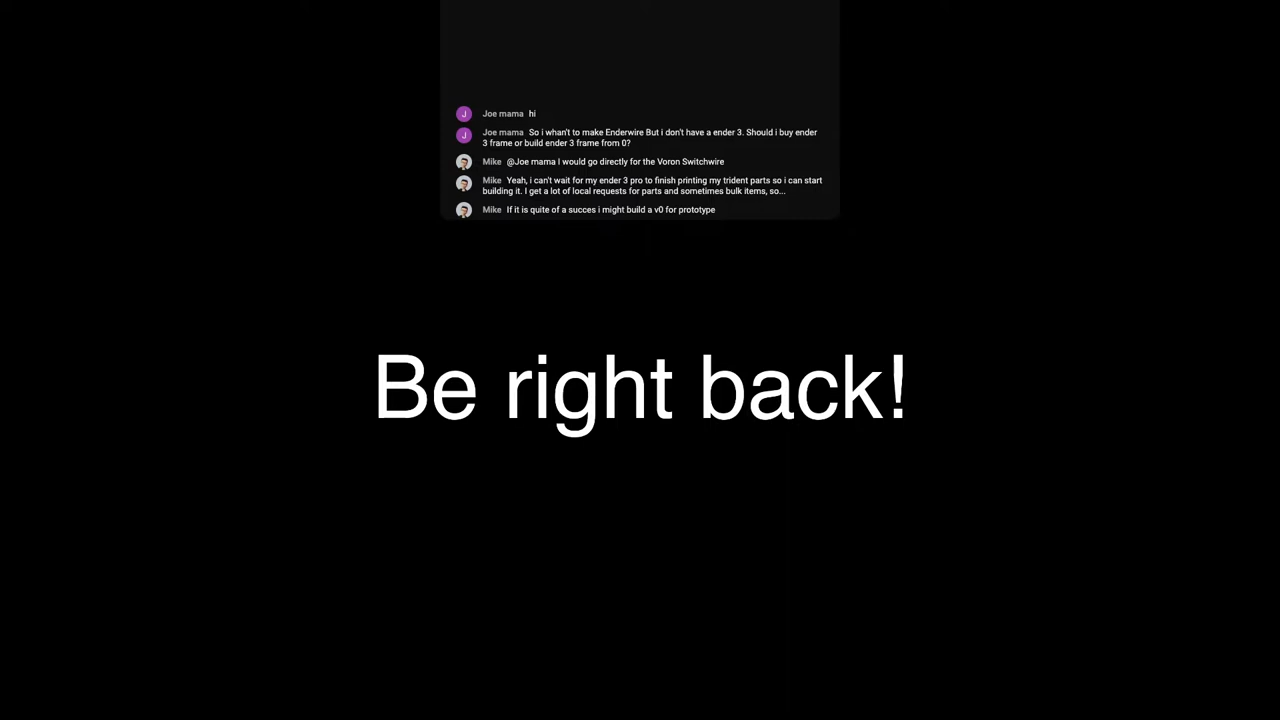 J Joe mama hi
J Joe mama So i whan't to make Enderwire But i don't have a ender 3. Should i buy ender
3 frame or build ender 3 frame from 0?
Mike @Joe mama I would go directly for the Voron Switchwire
Mike Yeah, i can't wait for my ender 3 pro to finish printing my trident parts so i can start
building it. I get a lot of local requests for parts and sometimes bulk items, so...
Mike If it is quite of a succes i might build a v0 for prototype
Be right back!